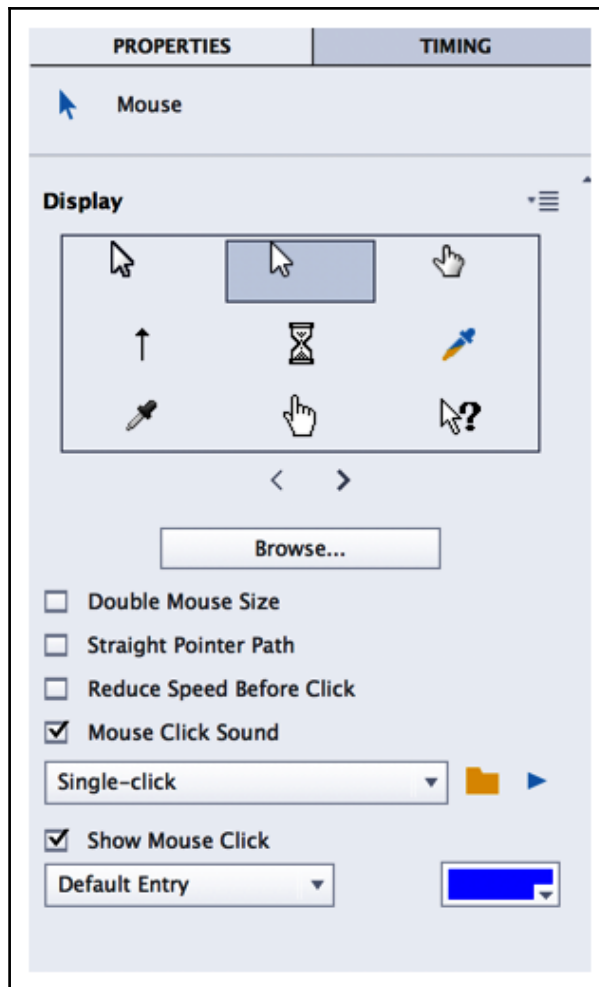 PROPERTIES TIMING
Mouse
Display
?
Browse...
Double Mouse Size
Straight Pointer Path
Reduce Speed Before Click
Mouse Click Sound
Single-click
Show Mouse Click
Default Entry